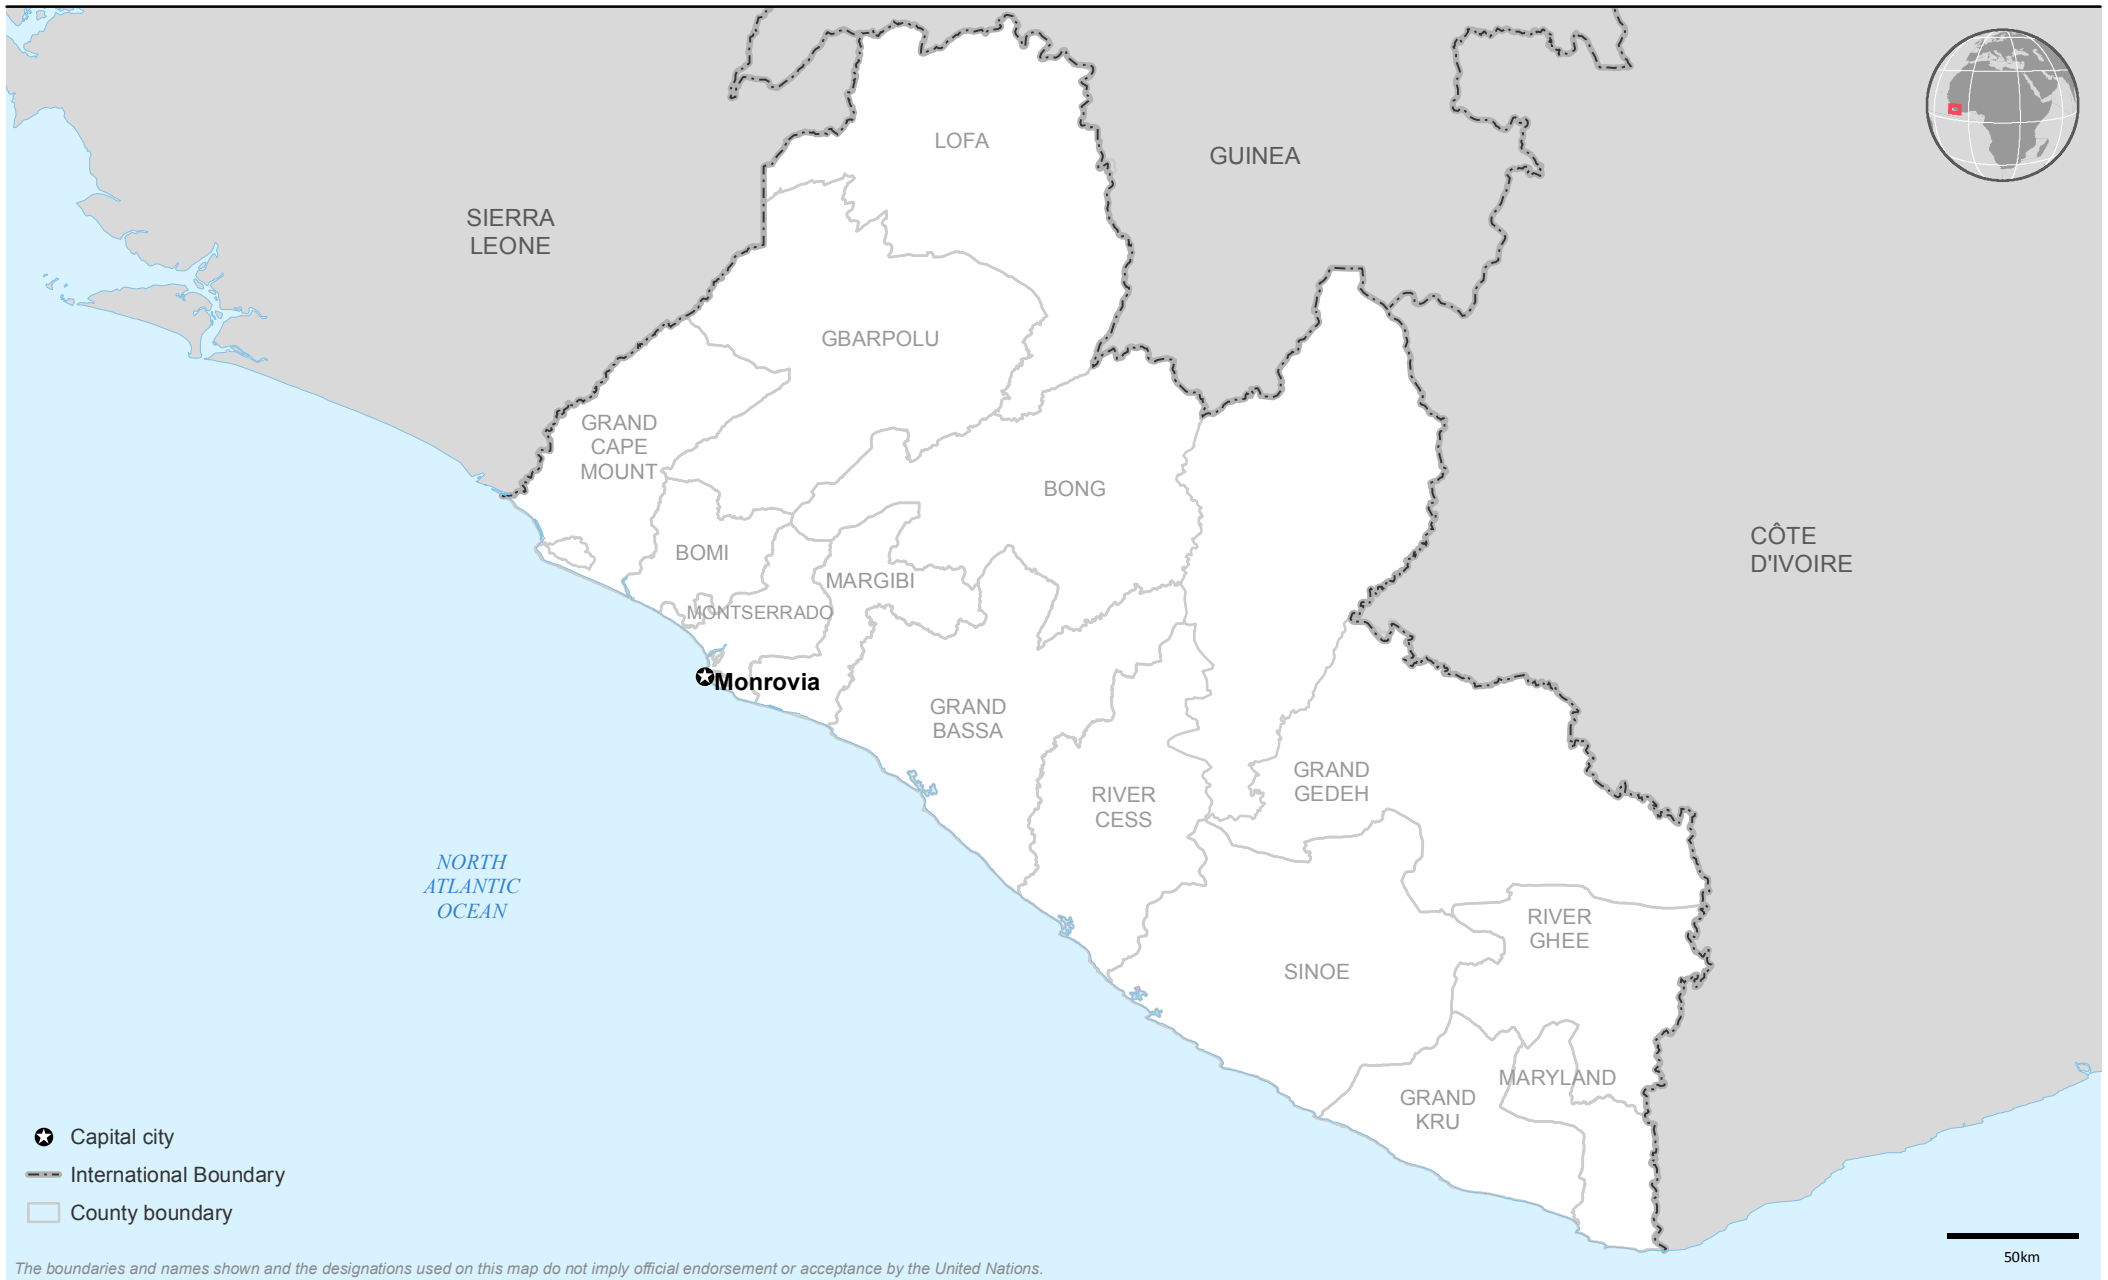 LOFA
GUINEA
SIERRA
LEONE
GBARPOLU
GRAND
CAPE
MOUNT
BONG
CÔTE
D'IVOIRE
BOMI
MARGIBI
MONTSERRADO
Monrovia
GRAND
BASSA
GRAND
GEDEH
RIVER
CESS
NORTH
ATLANTIC
OCEAN
RIVER
GHEE
SINOE
MARYLAND
GRAND
KRU
Capital city
International Boundary
County boundary
50km
The boundaries and names shown and the designations used on this map do not imply official endorsement or acceptance by the United Nations.